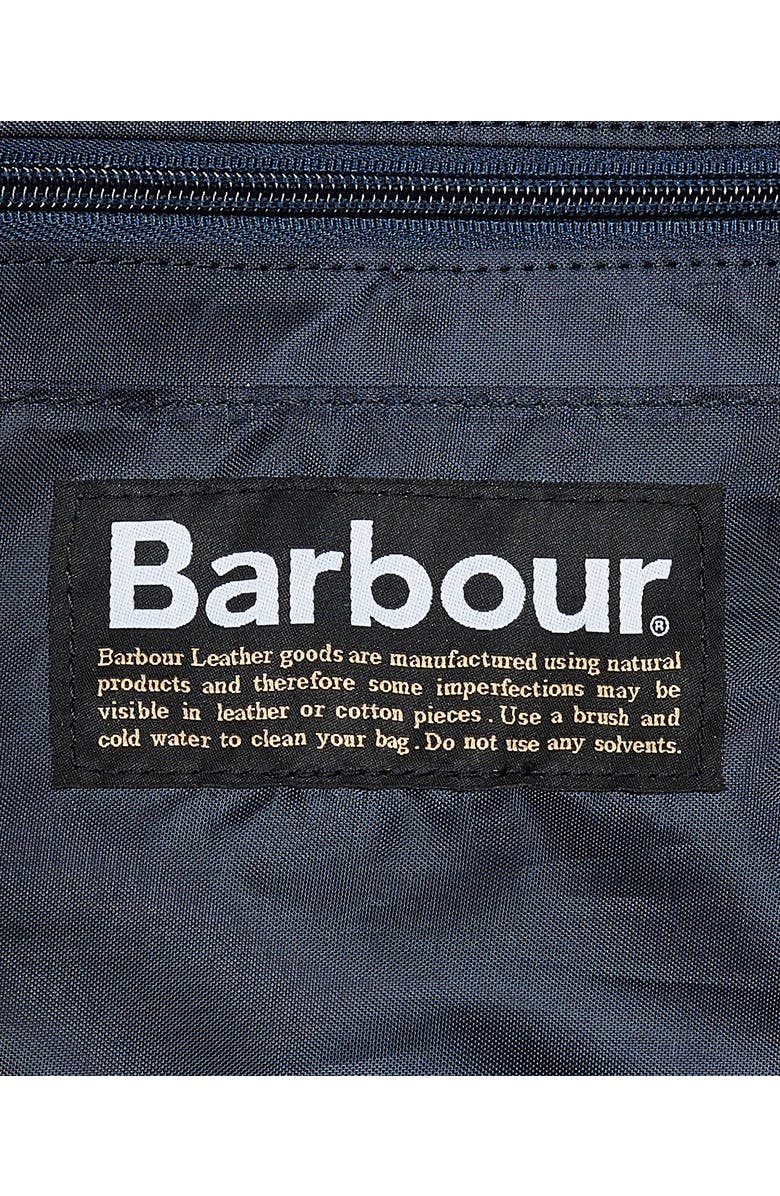 Barbour®
Barbour Leather goods are manufactured using natural
products and therefore some imperfections may be
visible in leather or cotton pieces . Use a brush and
cold water to clean your bag . Do not use any solvents.